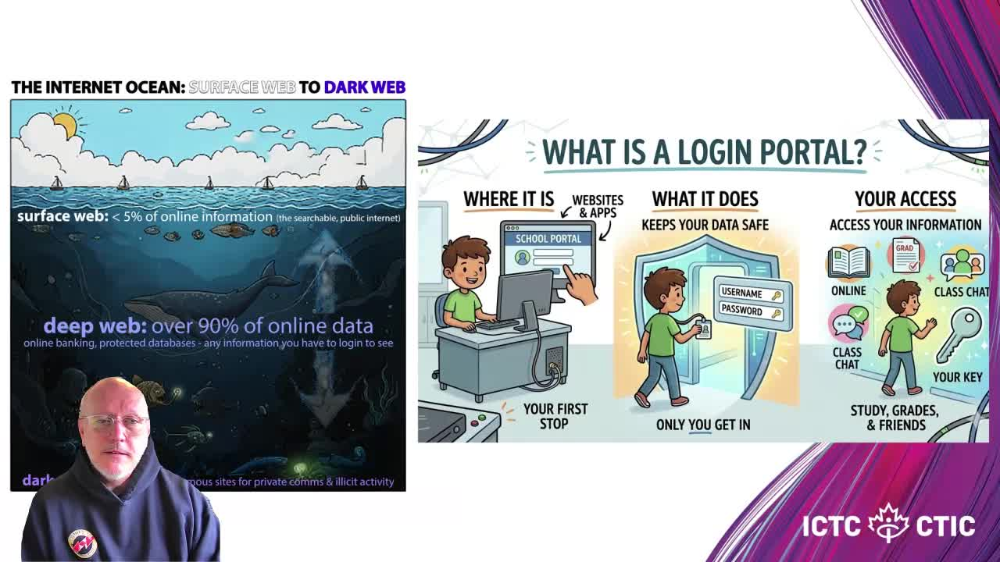 THE INTERNET OCEAN: SURFACE WEB TO DARK WEB
surface web: < 5% of online information (the searchable, public internet)
deep web: over 90% of online data
online banking, protected databases - any information you have to login to see
dark
sites for private comms & illicit activity
WHAT IS A LOGIN PORTAL?
WHERE IT IS
WEBSITES
& APPS
SCHOOL PORTAL
YOUR FIRST
STOP
WHAT IT DOES
KEEPS YOUR DATA SAFE
USERNAME
PASSWORD
ONLY YOU GET IN
YOUR ACCESS
ACCESS YOUR INFORMATION
GRAD
ONLINE
CLASS CHAT
CLASS
CHAT
YOUR KEY
STUDY, GRADES,
& FRIENDS
ICTC CTIC